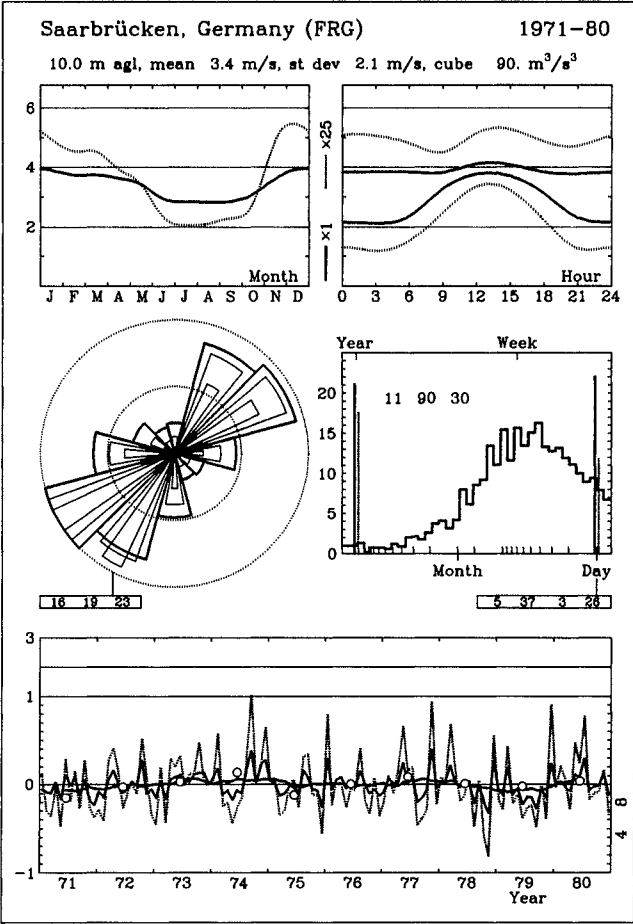 Saarbrücken, Germany (FRG) 1971-80
10.0 m agl, mean 3.4 m/s, st dev 2.1 m/s, cube 90. m³/s³
6
4
2
×1 ×25
Month
J F M A M J J A S O N D
Hour
0 3 6 9 12 15 18 21 24
Year Week
20
15
10
5
0
11 90 30
Month Day
16 19 23
5 37 3 26
3
1
0
-1
4 8
71 72 73 74 75 76 77 78 79 80
Year